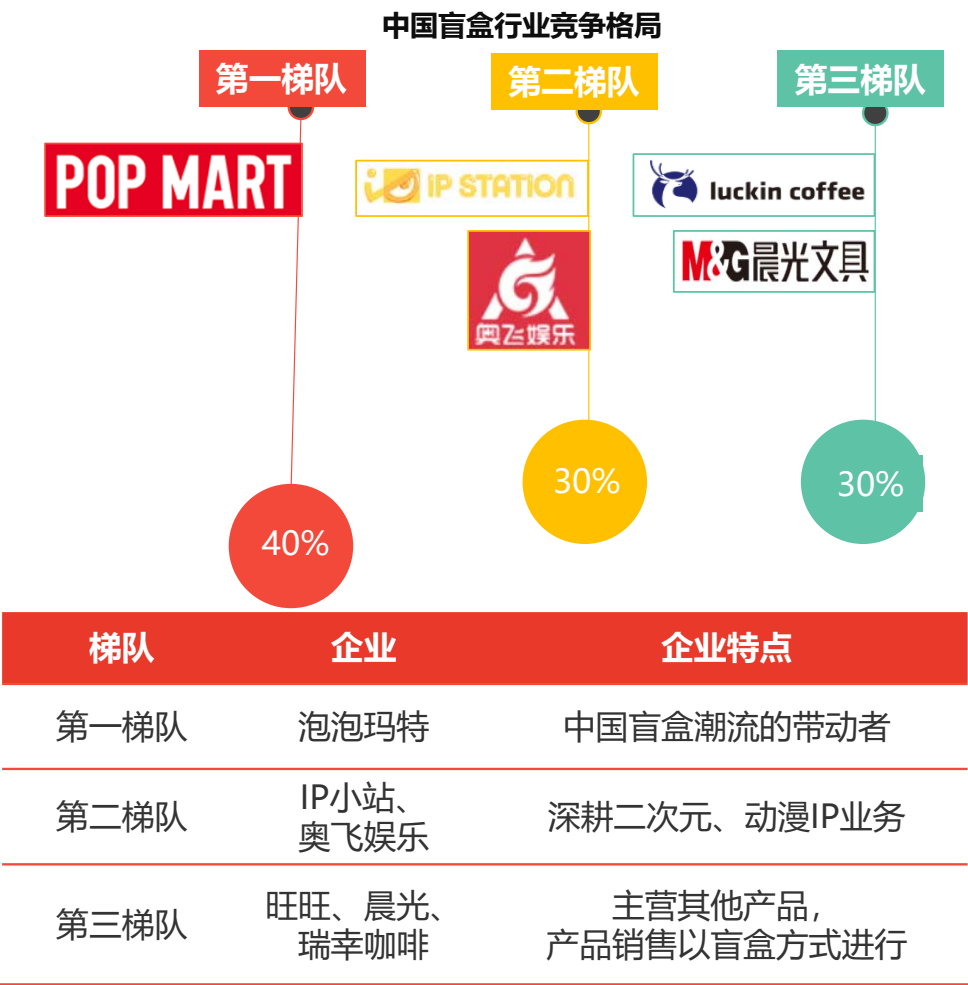 中国盲盒行业竞争格局
第一梯队
第二梯队
第三梯队
POP MART
IP STATION
luckin coffee
M&G晨光文具
奥飞娱乐
30%
30%
40%
梯队 企业 企业特点
第一梯队 泡泡玛特 中国盲盒潮流的带动者
第二梯队
IP小站、
奥飞娱乐
深耕二次元、动漫IP业务
第三梯队
旺旺、晨光、
瑞幸咖啡
主营其他产品，
产品销售以盲盒方式进行